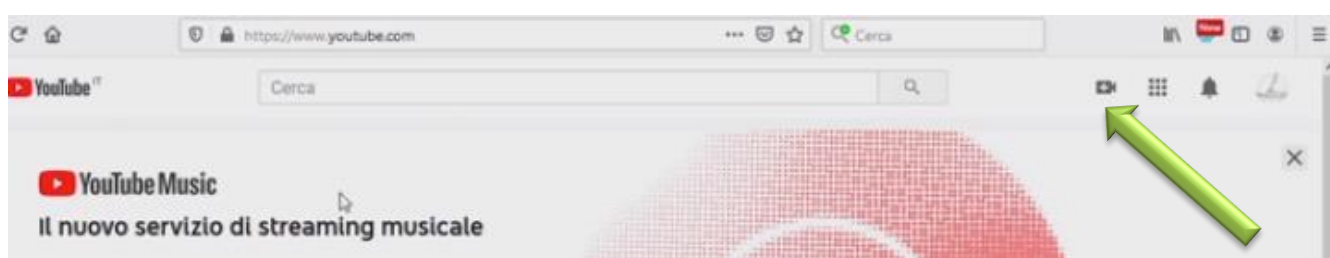 https://www.youtube.com
Cerca
YouTube IT
Cerca
YouTube Music
Il nuovo servizio di streaming musicale